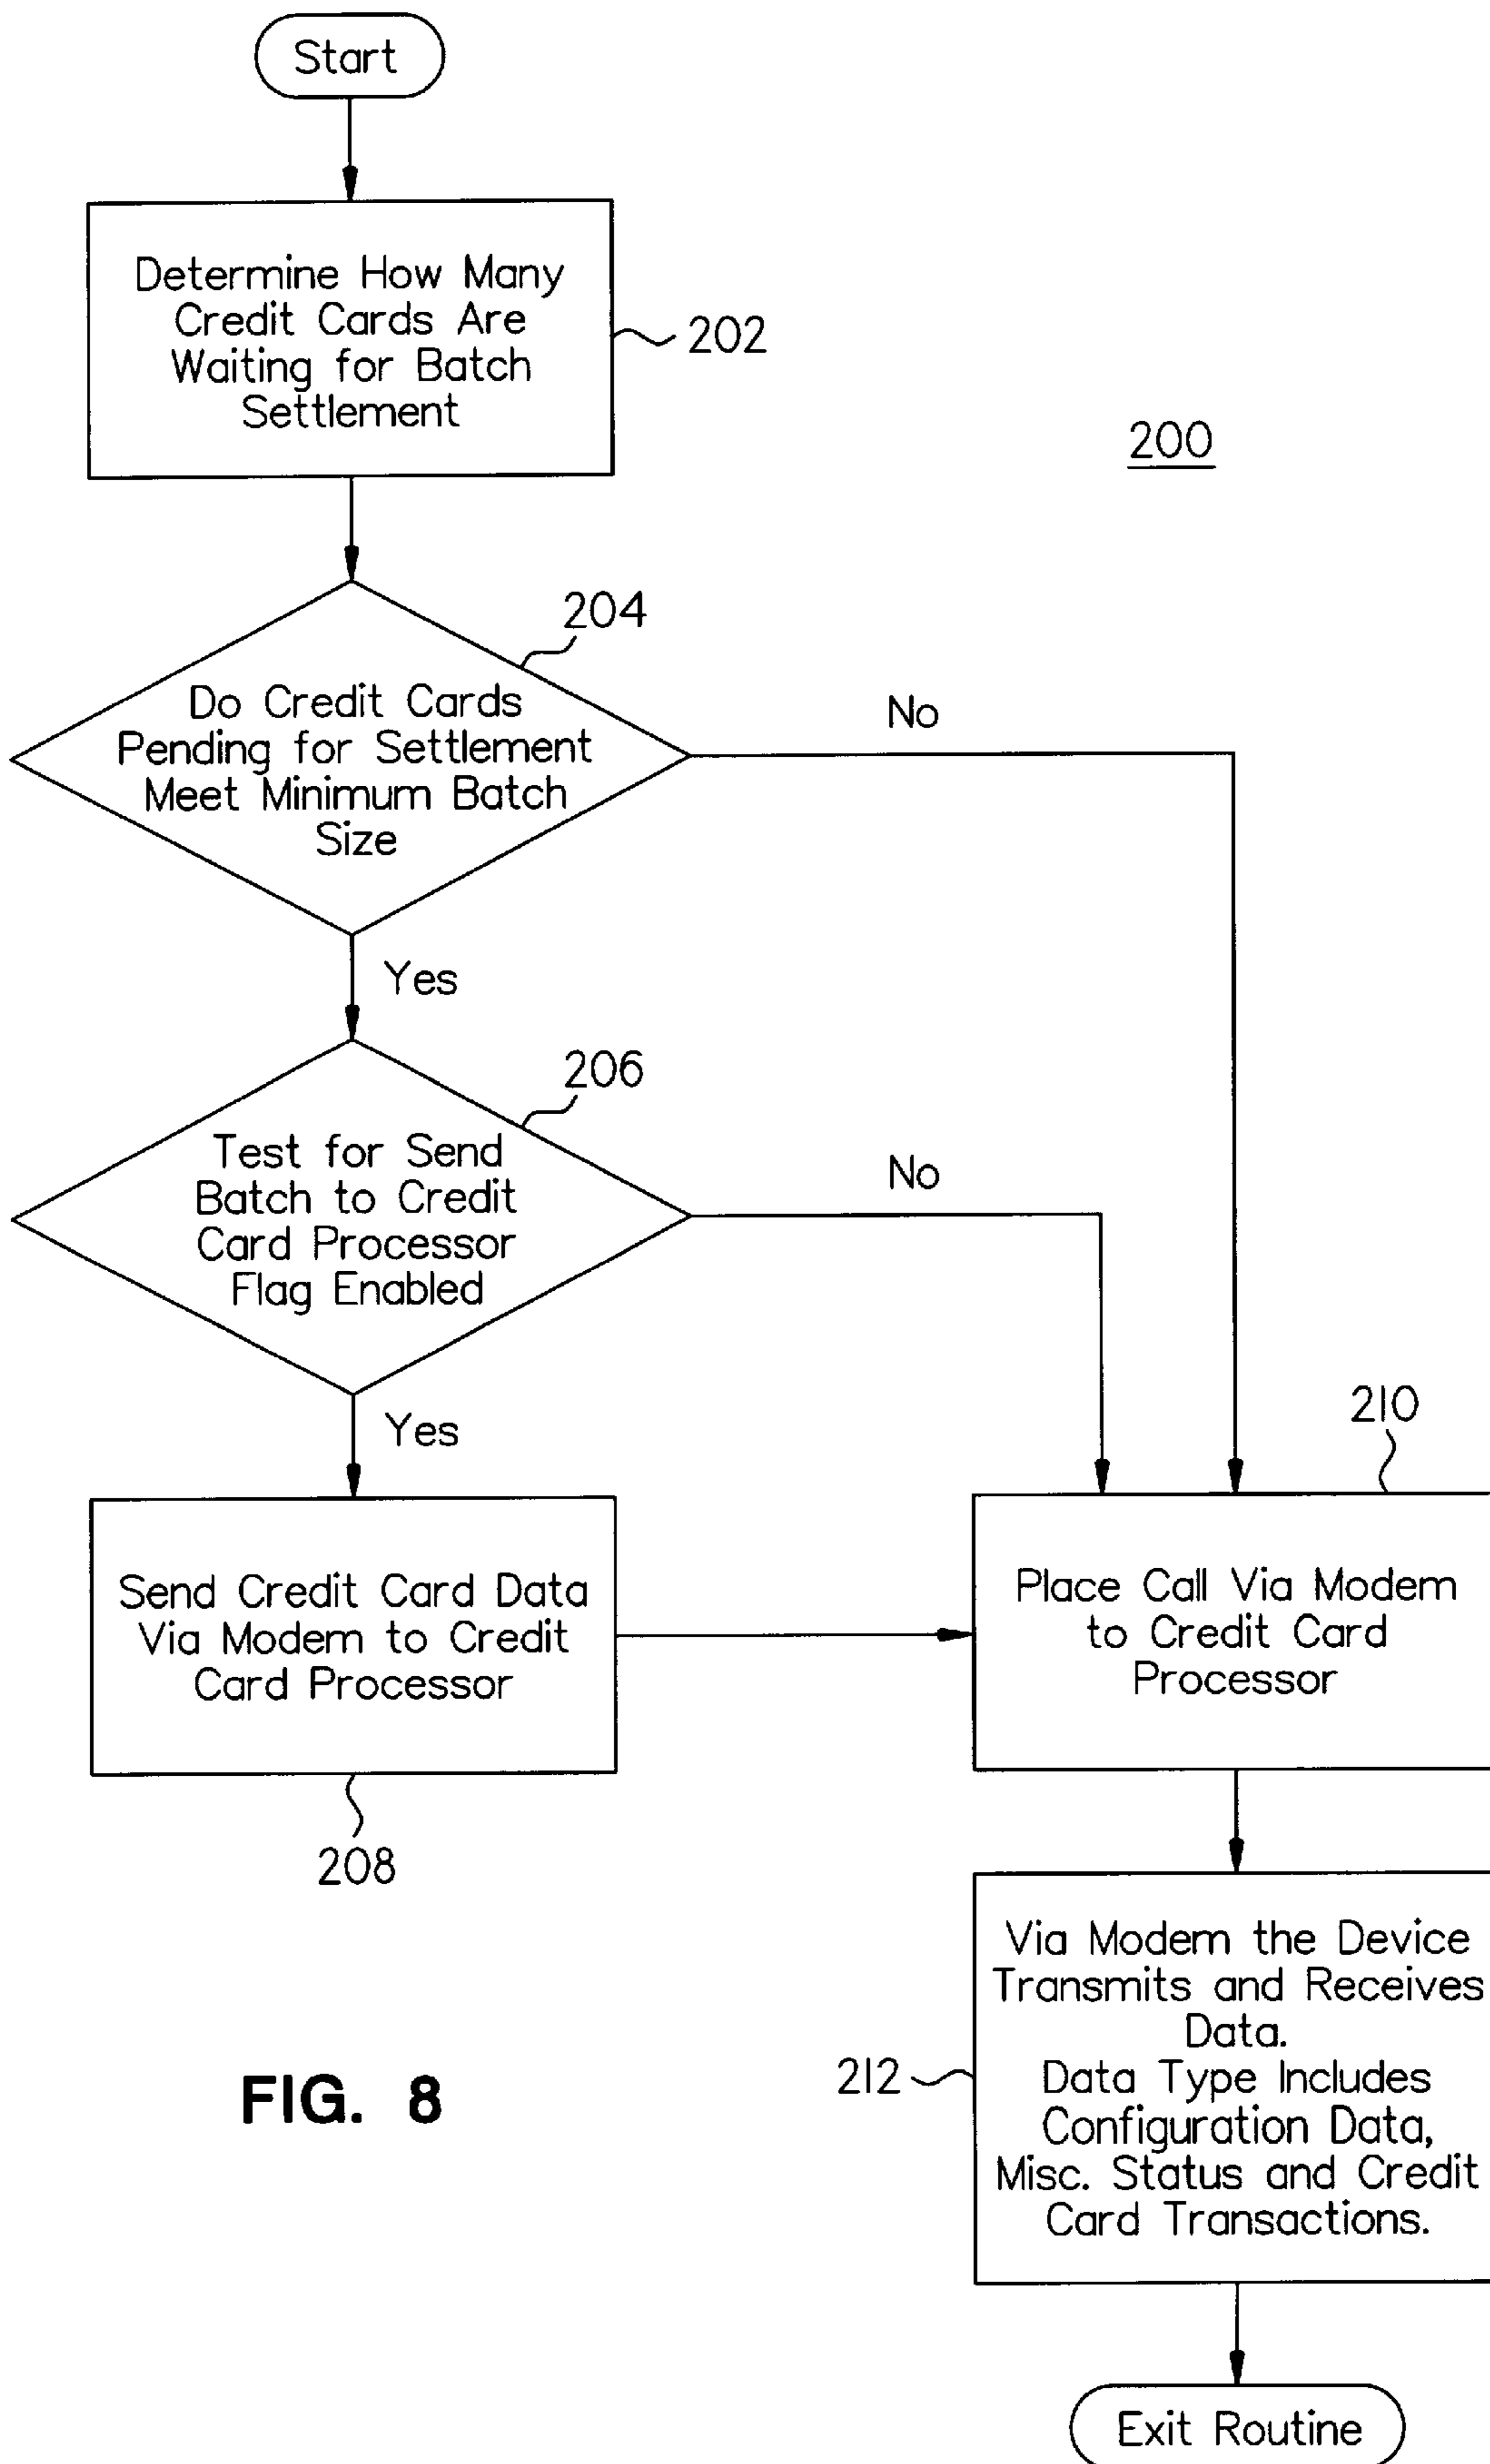 Start
Determine How Many
Credit Cards Are
Waiting for Batch
Settlement
202
200
204
Do Credit Cards
Pending for Settlement
Meet Minimum Batch
Size
No
Yes
206
Test for Send
Batch to Credit
Card Processor
Flag Enabled
No
Yes
Send Credit Card Data
Via Modem to Credit
Card Processor
208
210
Place Call Via Modem
to Credit Card
Processor
Via Modem the Device
Transmits and Receives
Data.
Data Type Includes
Configuration Data,
Misc. Status and Credit
Card Transactions.
212
Exit Routine
FIG. 8